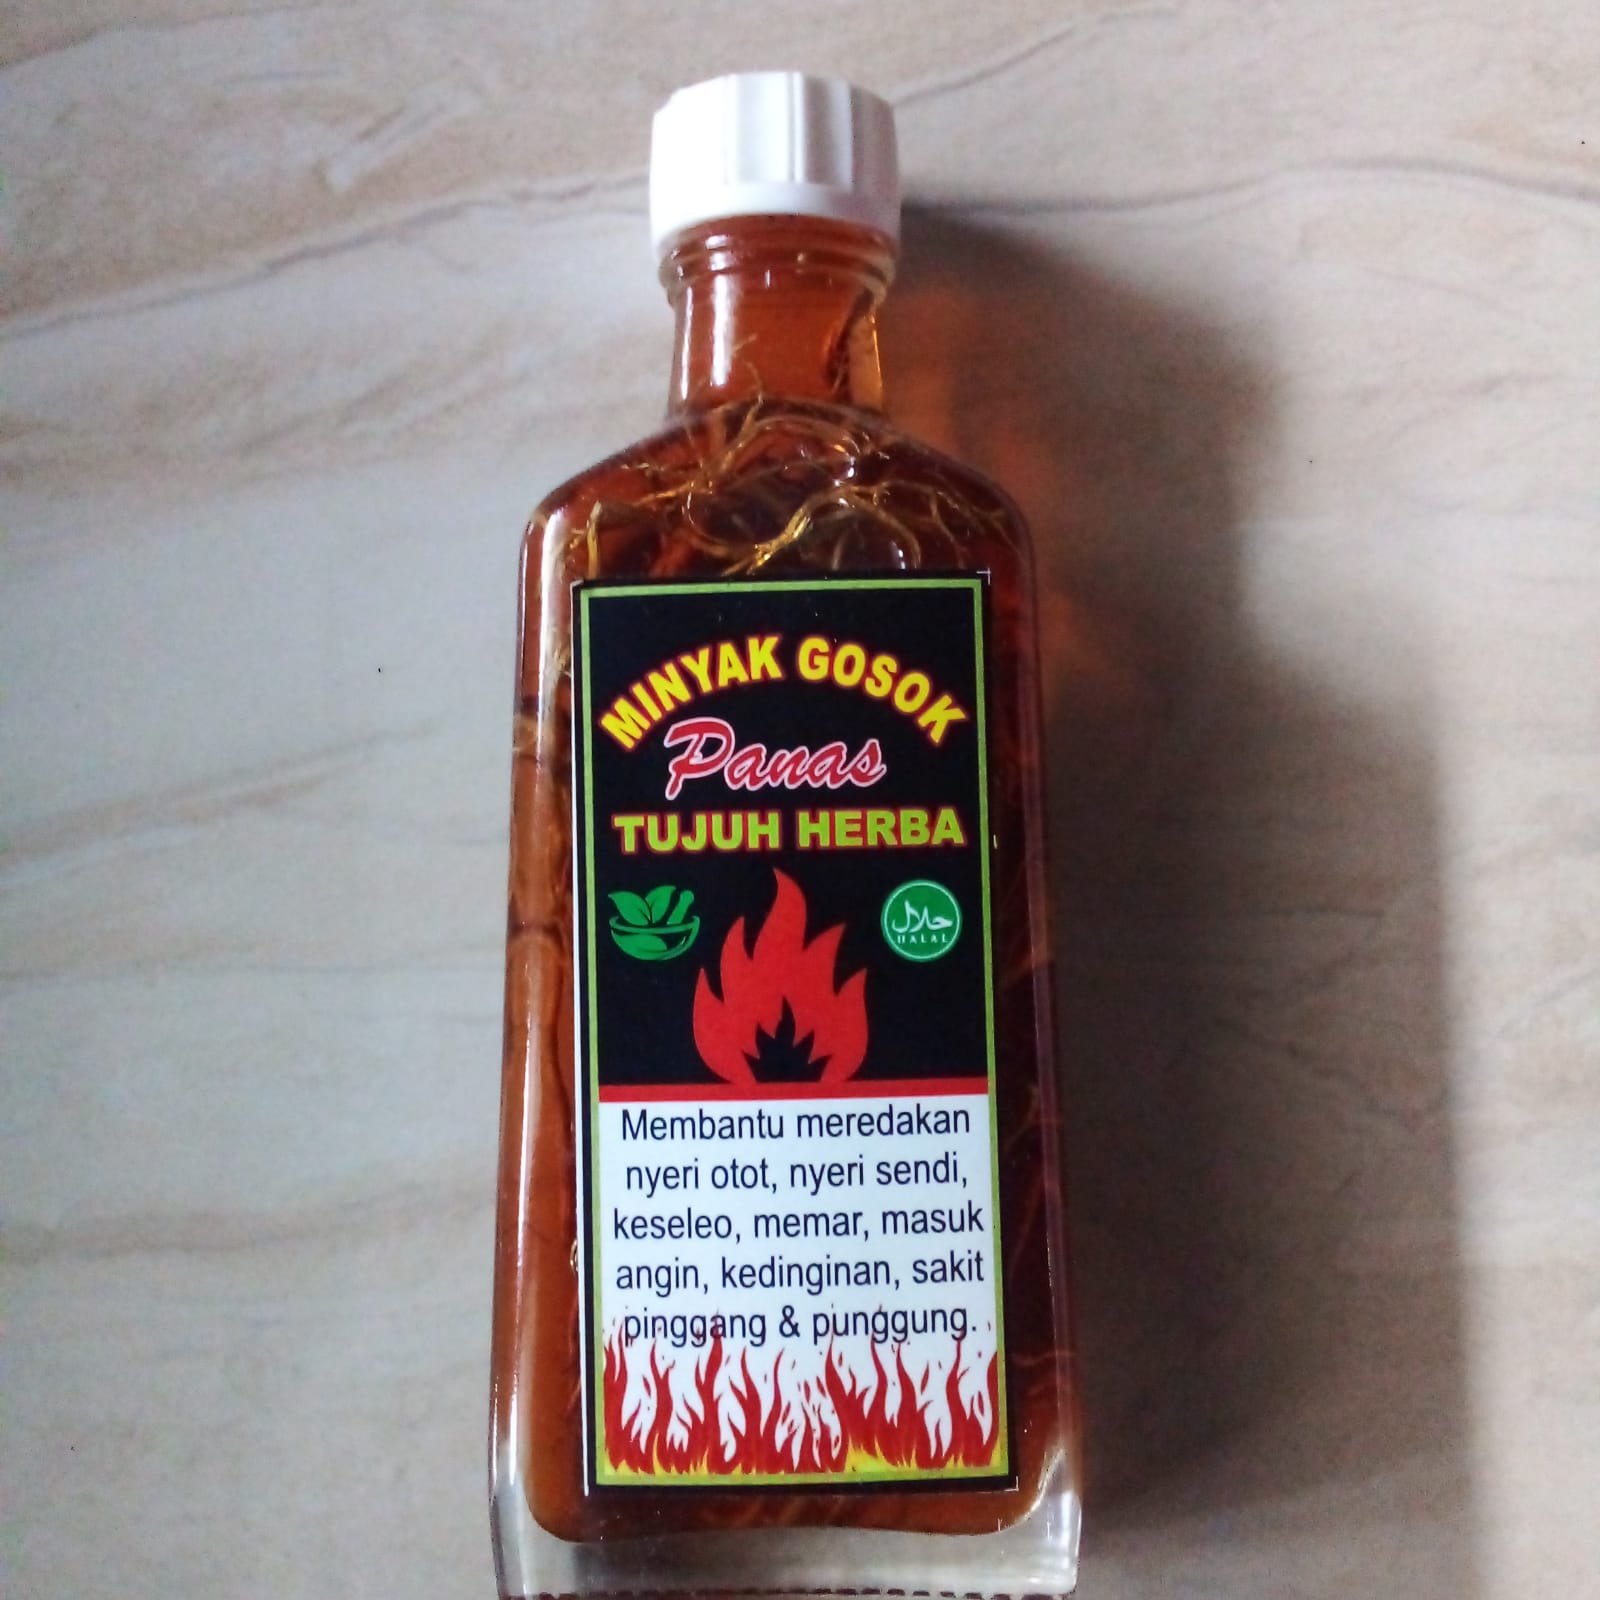 MINYAK GOSOK
Panas
TUJUH HERBA
حلال
HALAL
Membantu meredakan
nyeri otot, nyeri sendi,
keseleo, memar, masuk
angin, kedinginan, sakit
pinggang & punggung.